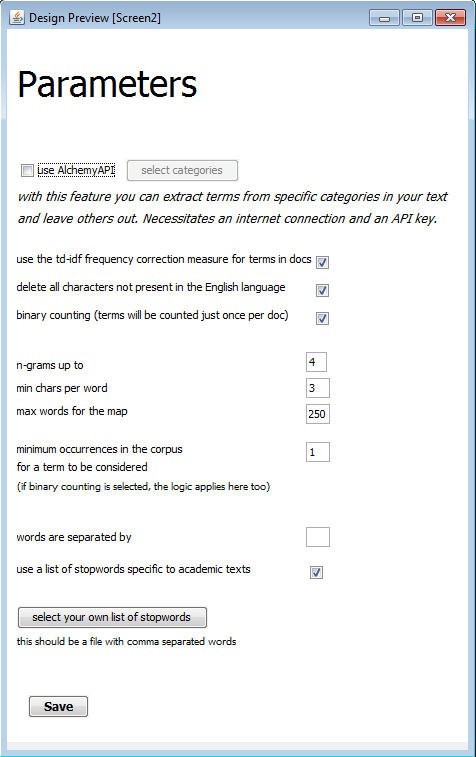 Design Preview [Screen2]
Parameters
use AlchemyAPI
select categories
with this feature you can extract terms from specific categories in your text
and leave others out. Necessitates an internet connection and an API key.
use the td-idf frequency correction measure for terms in docs
delete all characters not present in the English language
binary counting (terms will be counted just once per doc)
n-grams up to 4
min chars per word 3
max words for the map 250
minimum occurrences in the corpus 1
for a term to be considered
(if binary counting is selected, the logic applies here too)
words are separated by
use a list of stopwords specific to academic texts
select your own list of stopwords
this should be a file with comma separated words
Save